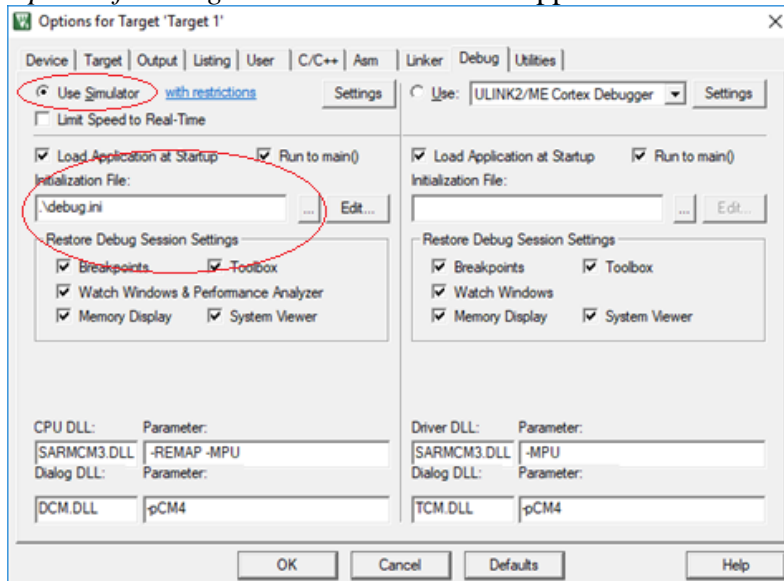 Options for Target 'Target 1'
Device Target Output Listing User C/C++ Asm Linker Debug Utilities
Use Simulator with restrictions Settings Use: ULINK2/ME Cortex Debugger Settings
Limit Speed to Real-Time
Load Application at Startup Run to main() Load Application at Startup Run to main()
Initialization File: Initialization File:
.\debug.ini ... Edit... ... Edit...
Restore Debug Session Settings Restore Debug Session Settings
Breakpoints Toolbox Breakpoints Toolbox
Watch Windows & Performance Analyzer Watch Windows
Memory Display System Viewer Memory Display System Viewer
CPU DLL: Parameter: Driver DLL: Parameter:
SARMCM3.DLL -REMAP -MPU SARMCM3.DLL -MPU
Dialog DLL: Parameter: Dialog DLL: Parameter:
DCM.DLL -pCM4 TCM.DLL -pCM4
OK Cancel Defaults Help